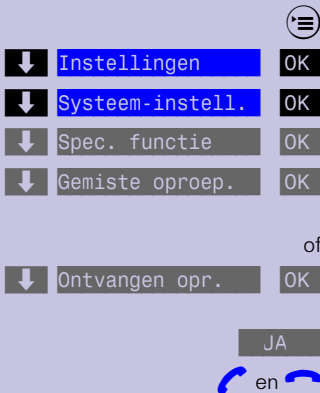 Instellingen OK
Systeem-instell. OK
Spec. functie OK
Gemiste oproep. OK
of
Ontvangen opr. OK
JA
en